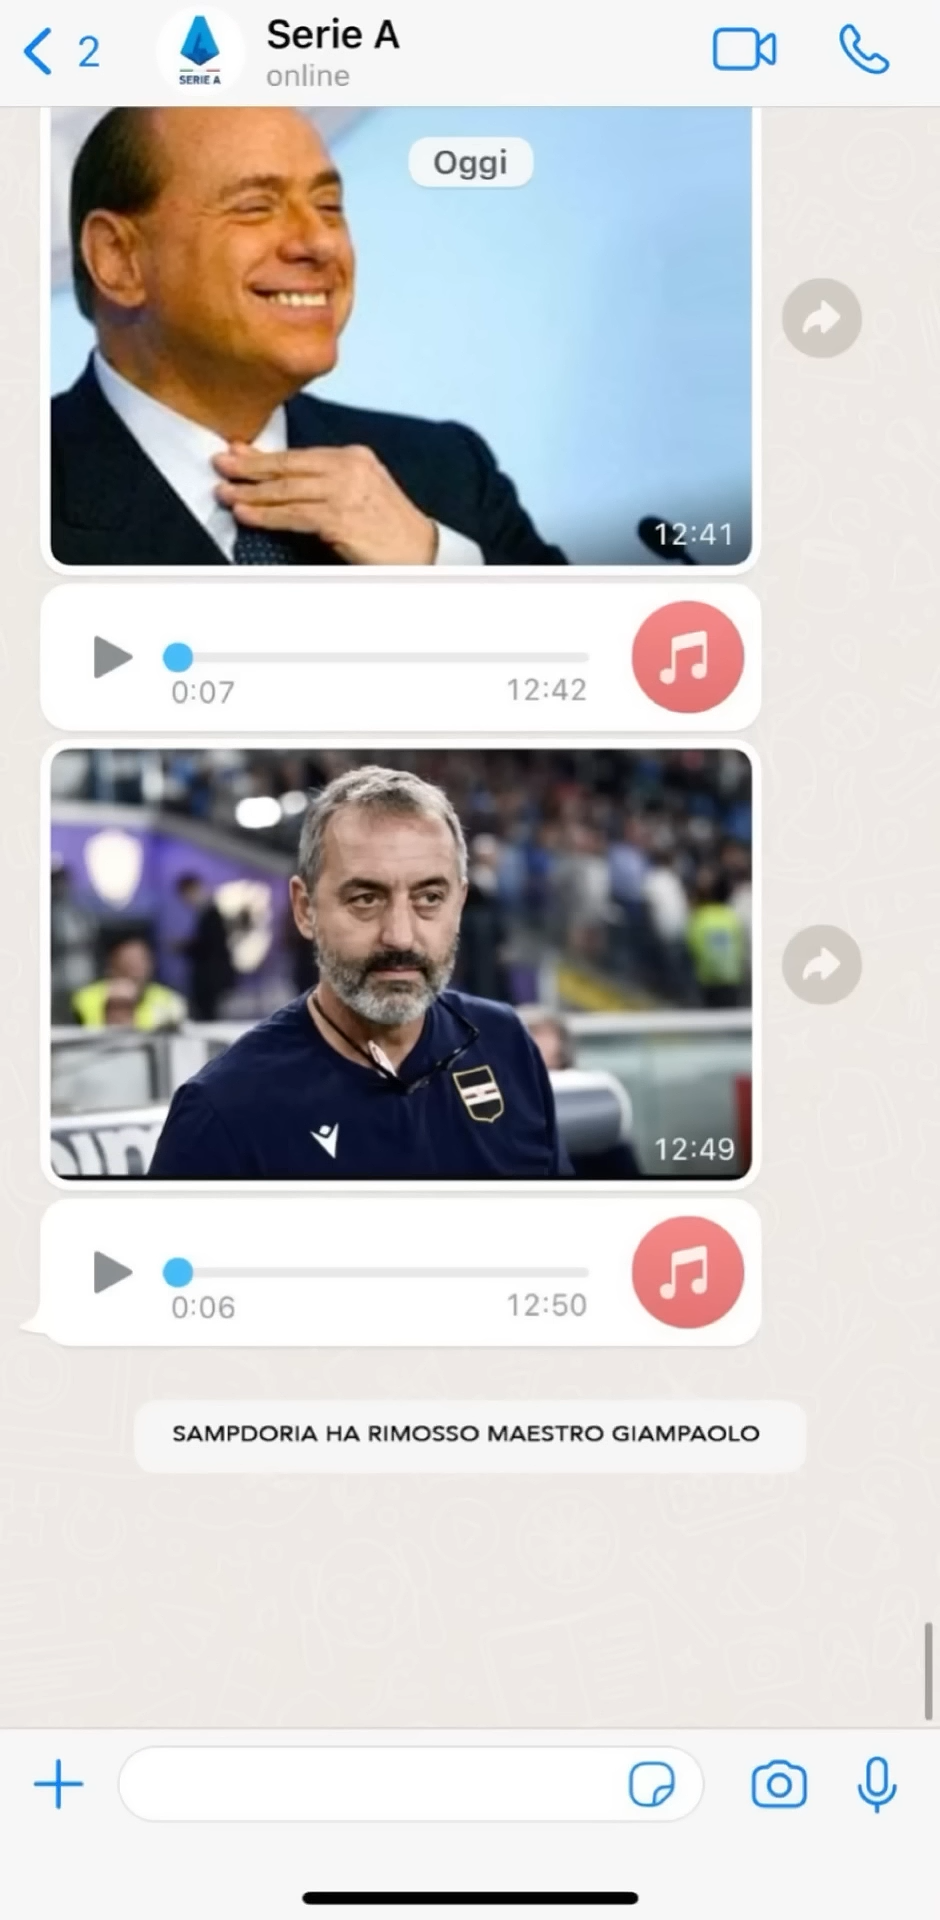 2
Serie A
online
SERIE A
Oggi
12:41
0:07
12:42
12:49
0:06
12:50
SAMPDORIA HA RIMOSSO MAESTRO GIAMPAOLO